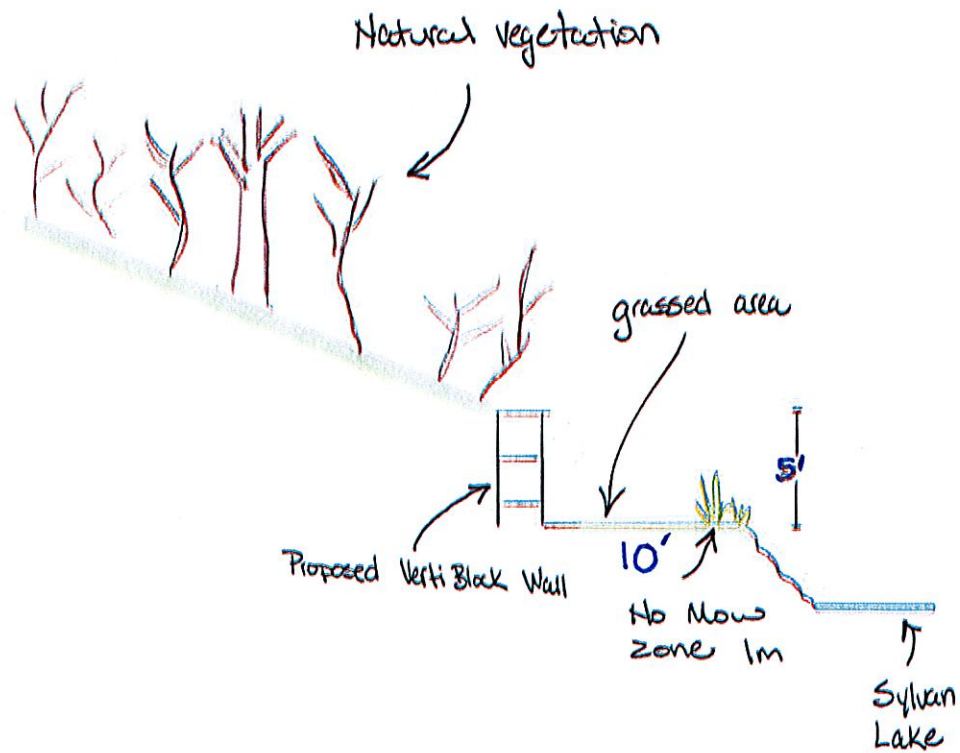 Natural vegetation
grassed area
5'
10'
Proposed Verti Block Wall
No Mow
zone 1m
Sylvan
Lake